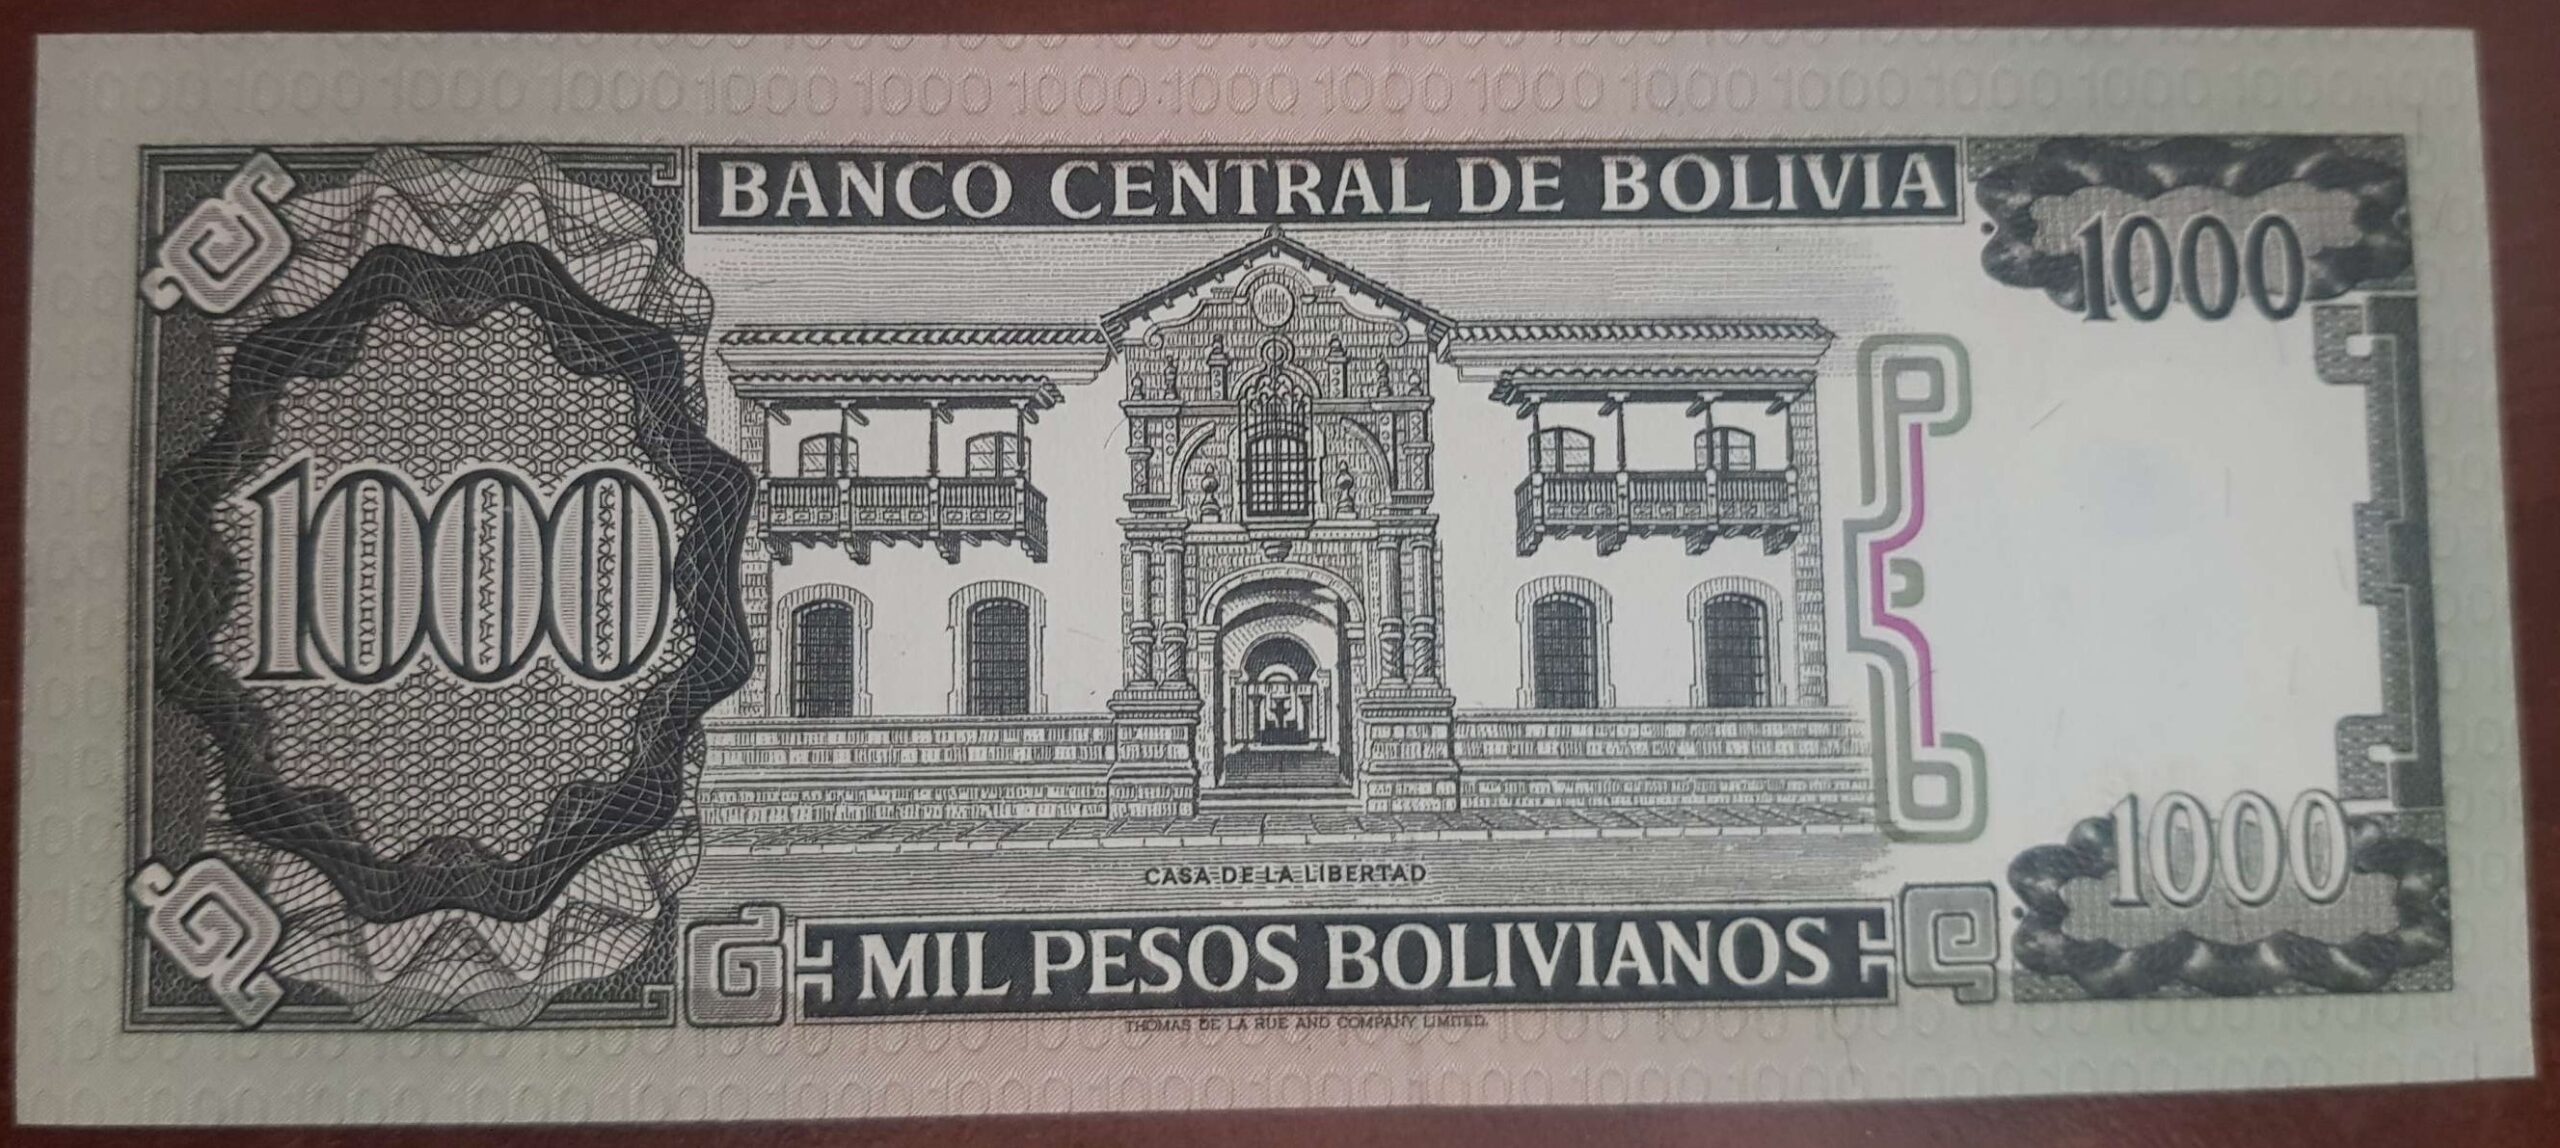 BANCO CENTRAL DE BOLIVIA
1000
1000
CASA DE LA LIBERTAD
1000
MIL PESOS BOLIVIANOS
THOMAS DE LA RUE AND COMPANY LIMITED.